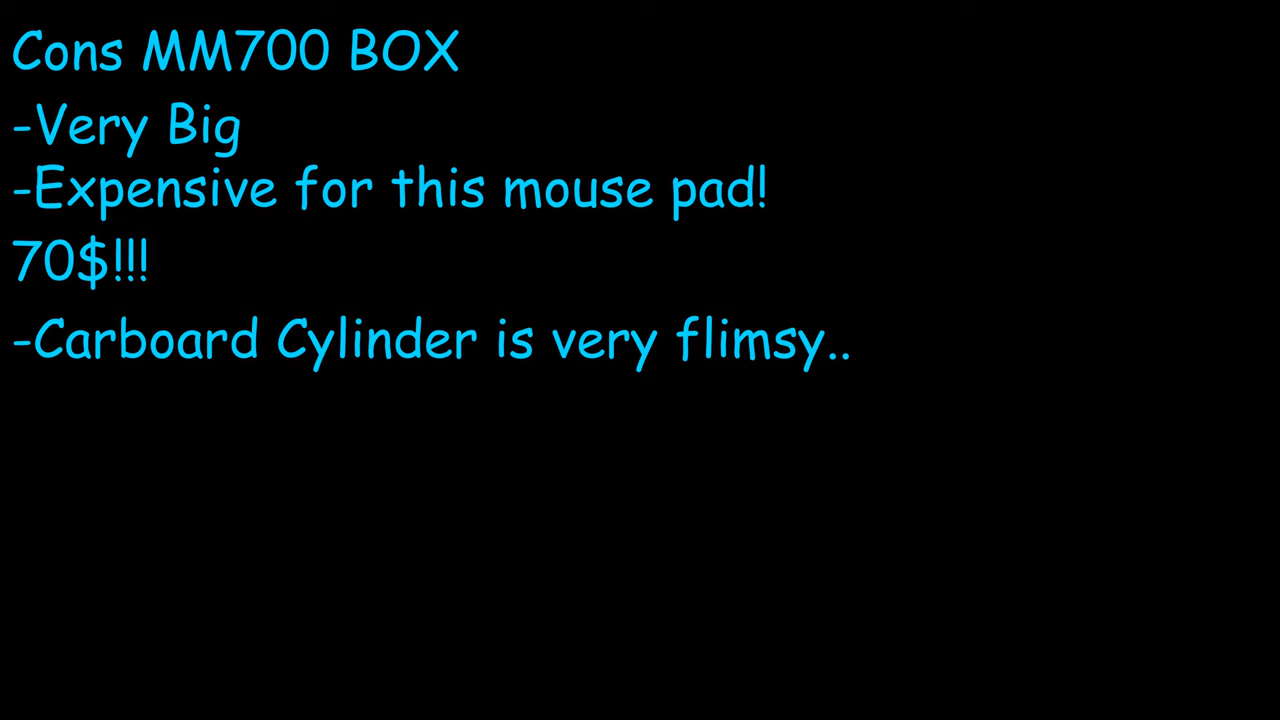 Cons MM700 BOX
-Very Big
-Expensive for this mouse pad!
70$!!!
-Carboard Cylinder is very flimsy..